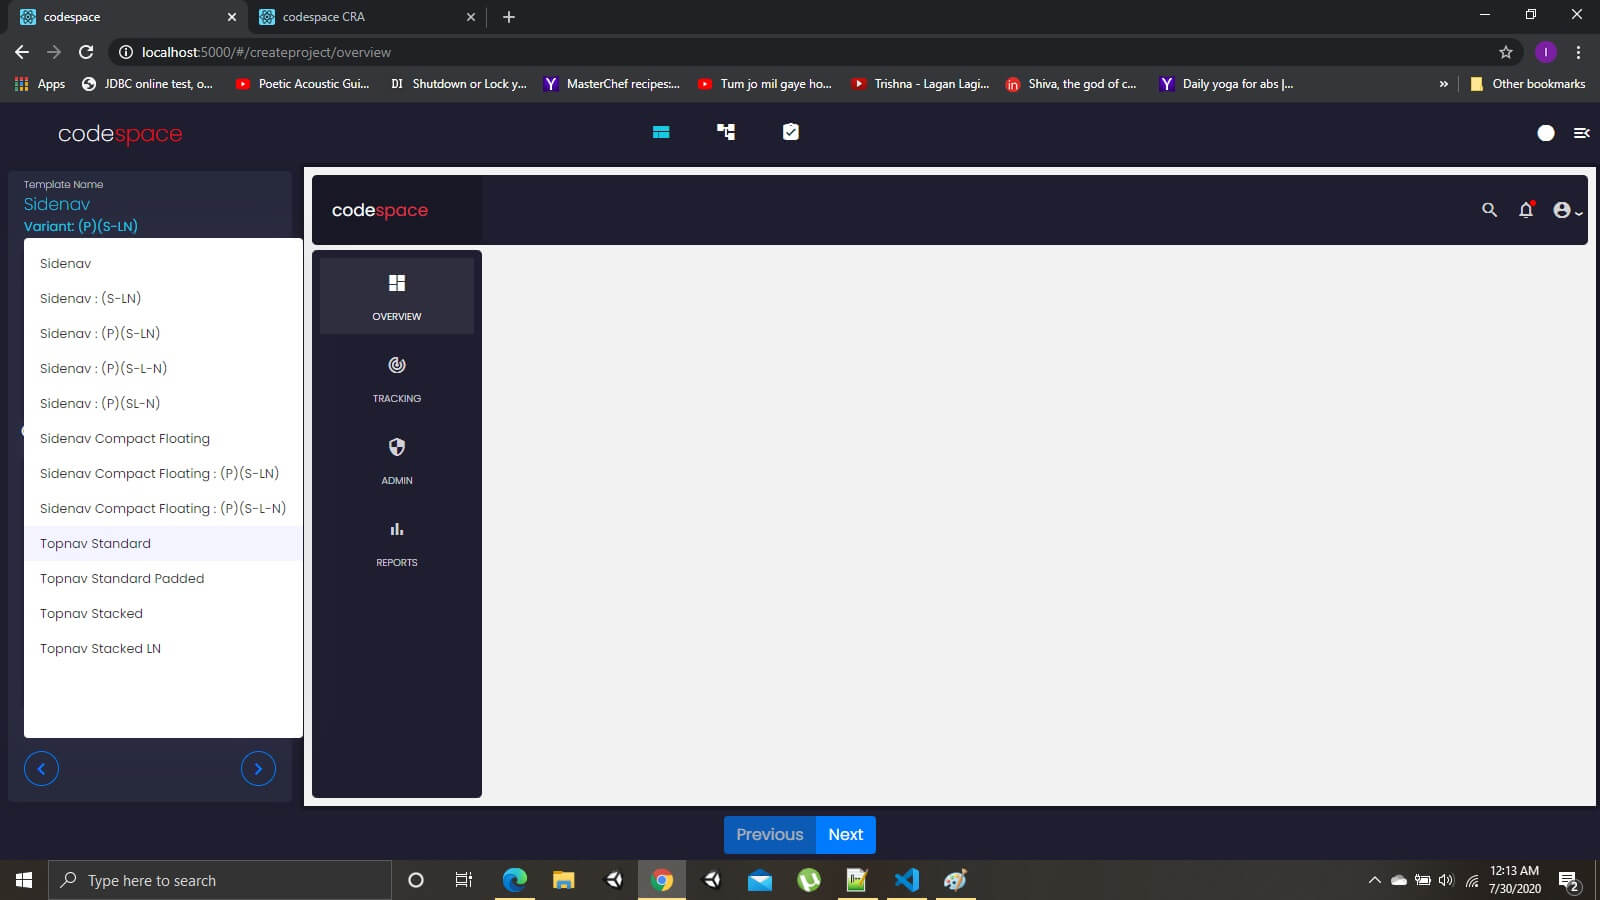 codespace
codespace CRA
localhost:5000/#/createproject/overview
Apps
JDBC online test, o...
Poetic Acoustic Gui...
DI Shutdown or Lock y...
MasterChef recipes:...
Tum jo mil gaye ho...
Trishna - Lagan Lagi...
in Shiva, the god of c...
Y Daily yoga for abs |...
» Other bookmarks
codespace
Template Name
Sidenav
Variant: (P)(S-LN)
Sidenav
Sidenav : (S-LN)
Sidenav : (P)(S-LN)
Sidenav : (P)(S-L-N)
Sidenav : (P)(SL-N)
Sidenav Compact Floating
Sidenav Compact Floating : (P)(S-LN)
Sidenav Compact Floating : (P)(S-L-N)
Topnav Standard
Topnav Standard Padded
Topnav Stacked
Topnav Stacked LN
codespace
OVERVIEW
TRACKING
ADMIN
REPORTS
Previous
Next
Type here to search
12:13 AM
7/30/2020
2